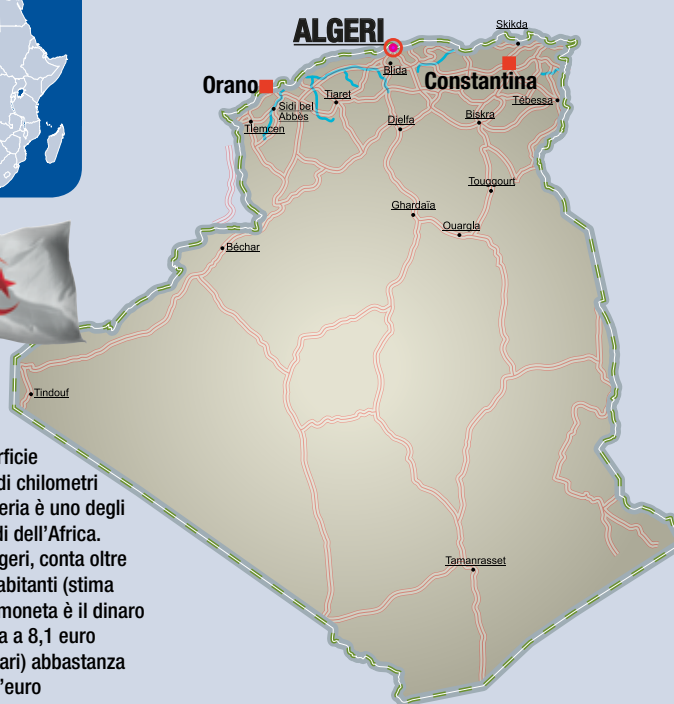 ALGERI
Skikda
Blida
Constantina
Orano
Tiaret
Sidi bel
Abbès
Tébessa
Tlemcen
Djelfa
Biskra
Touggourt
Ghardaïa
Ouargla
Béchar
Tindouf
rficie
di chilometri
eria è uno degli
di dell’Africa.
geri, conta oltre
abitanti (stima
moneta è il dinaro
a a 8,1 euro
ari) abbastanza
l’euro
Tamanrasset